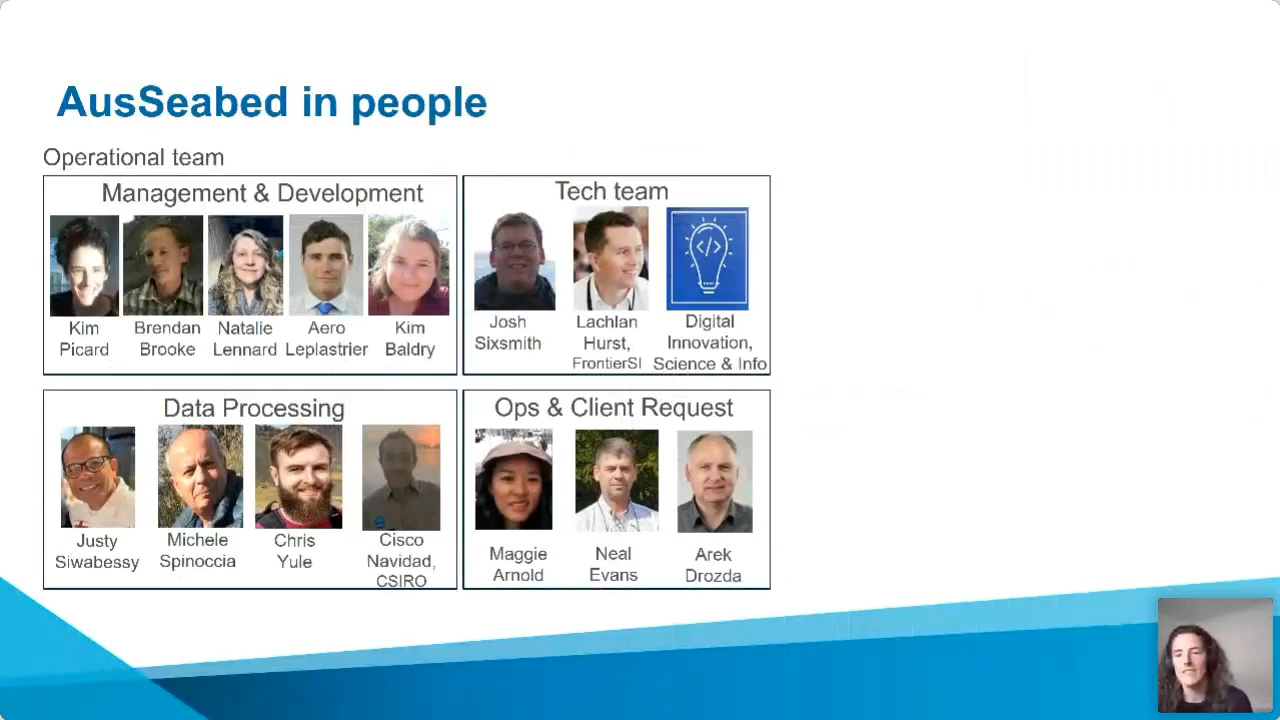 AusSeabed in people
Operational team
Management & Development
Kim
Picard
Brendan
Brooke
Natalie
Lennard
Aero
Leplastrier
Kim
Baldry
Tech team
Josh
Sixsmith
Lachlan
Hurst,
FrontierSI
</>
Digital
Innovation,
Science & Info
Data Processing
Justy
Siwabessy
Michele
Spinoccia
Chris
Yule
Cisco
Navidad,
CSIRO
Ops & Client Request
Maggie
Arnold
Neal
Evans
Arek
Drozda